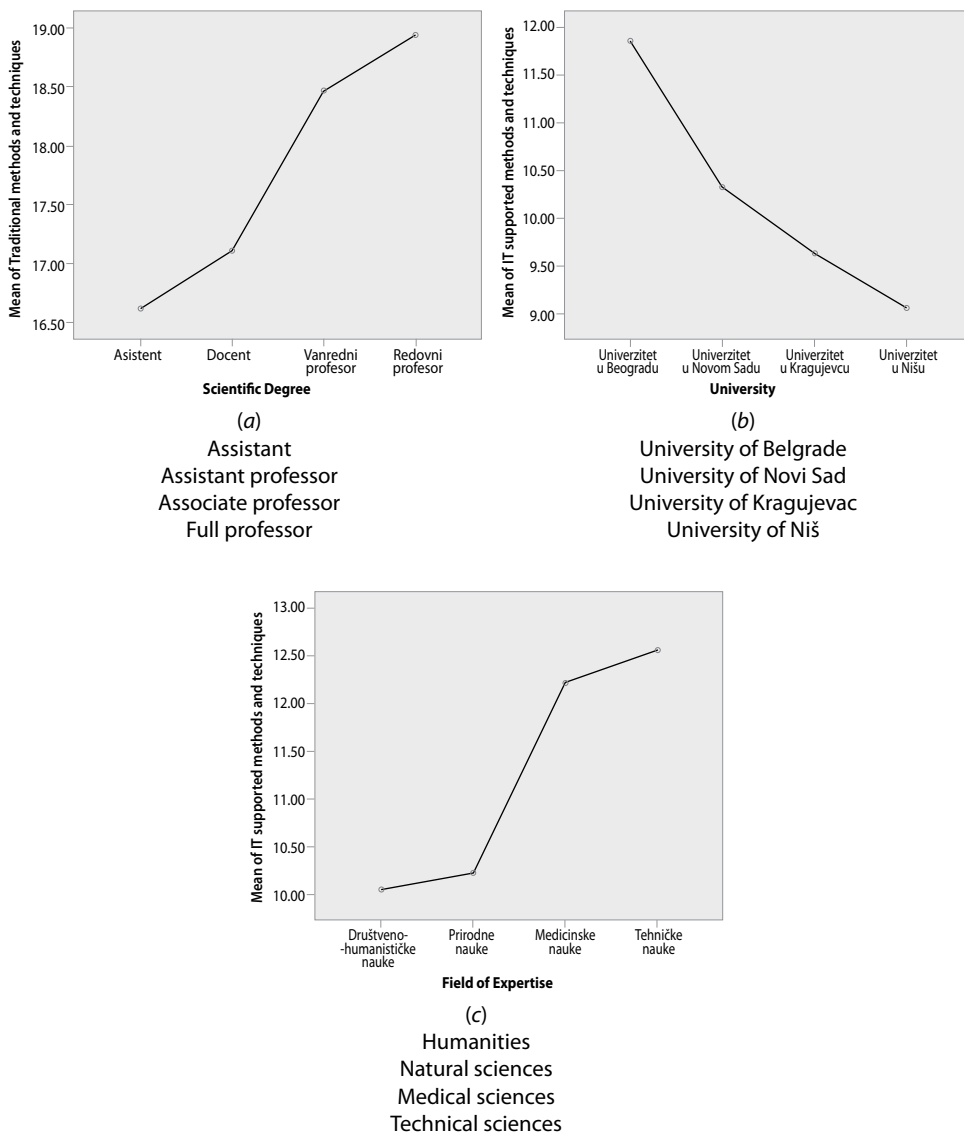 Mean of Traditional methods and techniques
19.00
18.50
18.00
17.50
17.00
16.50
Asistent
Docent
Vanredni
profesor
Redovni
profesor
Scientific Degree
(a)
Assistant
Assistant professor
Associate professor
Full professor
Mean of IT supported methods and techniques
12.00
11.50
11.00
10.50
10.00
9.50
9.00
Univerzitet
u Beogradu
Univerzitet
u Novom Sadu
Univerzitet
u Kragujevcu
Univerzitet
u Nišu
University
(b)
University of Belgrade
University of Novi Sad
University of Kragujevac
University of Niš
Mean of IT supported methods and techniques
13.00
12.50
12.00
11.50
11.00
10.50
10.00
Društveno-
-humanističke
nauke
Prirodne
nauke
Medicinske
nauke
Tehničke
nauke
Field of Expertise
(c)
Humanities
Natural sciences
Medical sciences
Technical sciences